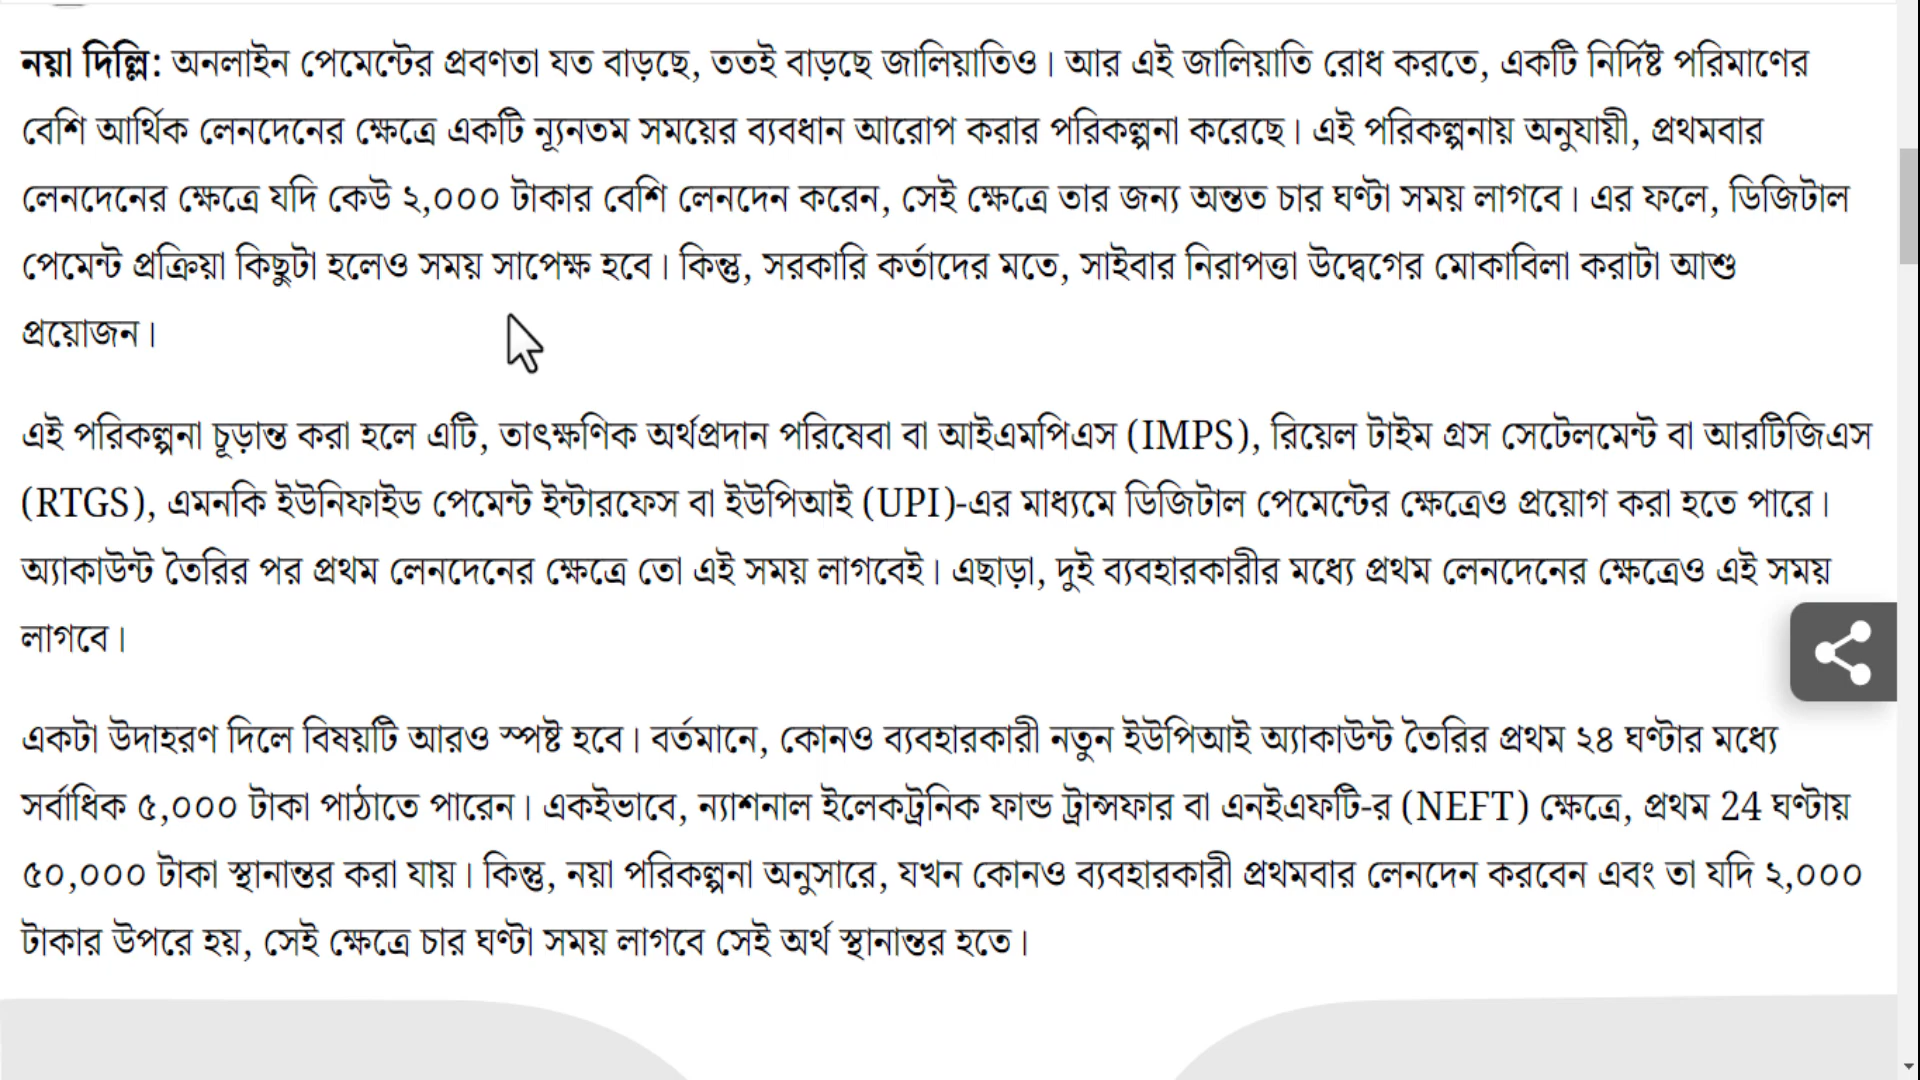 নয়া দিল্লি: অনলাইন পেমেন্টের প্রবণতা যত বাড়ছে, ততই বাড়ছে জালিয়াতিও। আর এই জালিয়াতি রোধ করতে, একটি নির্দিষ্ট পরিমাণের
বেশি আর্থিক লেনদেনের ক্ষেত্রে একটি ন্যূনতম সময়ের ব্যবধান আরোপ করার পরিকল্পনা করেছে। এই পরিকল্পনায় অনুযায়ী, প্রথমবার
লেনদেনের ক্ষেত্রে যদি কেউ ২,০০০ টাকার বেশি লেনদেন করেন, সেই ক্ষেত্রে তার জন্য অন্তত চার ঘণ্টা সময় লাগবে। এর ফলে, ডিজিটাল
পেমেন্ট প্রক্রিয়া কিছুটা হলেও সময় সাপেক্ষ হবে। কিন্তু, সরকারি কর্তাদের মতে, সাইবার নিরাপত্তা উদ্বেগের মোকাবিলা করাটা আশু
প্রয়োজন।
এই পরিকল্পনা চূড়ান্ত করা হলে এটি, তাৎক্ষণিক অর্থপ্রদান পরিষেবা বা আইএমপিএস (IMPS), রিয়েল টাইম গ্রস সেটেলমেন্ট বা আরটিজিএস
(RTGS), এমনকি ইউনিফাইড পেমেন্ট ইন্টারফেস বা ইউপিআই (UPI)-এর মাধ্যমে ডিজিটাল পেমেন্টের ক্ষেত্রেও প্রয়োগ করা হতে পারে।
অ্যাকাউন্ট তৈরির পর প্রথম লেনদেনের ক্ষেত্রে তো এই সময় লাগবেই। এছাড়া, দুই ব্যবহারকারীর মধ্যে প্রথম লেনদেনের ক্ষেত্রেও এই সময়
লাগবে।
একটা উদাহরণ দিলে বিষয়টি আরও স্পষ্ট হবে। বর্তমানে, কোনও ব্যবহারকারী নতুন ইউপিআই অ্যাকাউন্ট তৈরির প্রথম ২৪ ঘণ্টার মধ্যে
সর্বাধিক ৫,০০০ টাকা পাঠাতে পারেন। একইভাবে, ন্যাশনাল ইলেকট্রনিক ফান্ড ট্রান্সফার বা এনইএফটি-র (NEFT) ক্ষেত্রে, প্রথম 24 ঘণ্টায়
৫০,০০০ টাকা স্থানান্তর করা যায়। কিন্তু, নয়া পরিকল্পনা অনুসারে, যখন কোনও ব্যবহারকারী প্রথমবার লেনদেন করবেন এবং তা যদি ২,০০০
টাকার উপরে হয়, সেই ক্ষেত্রে চার ঘণ্টা সময় লাগবে সেই অর্থ স্থানান্তর হতে।